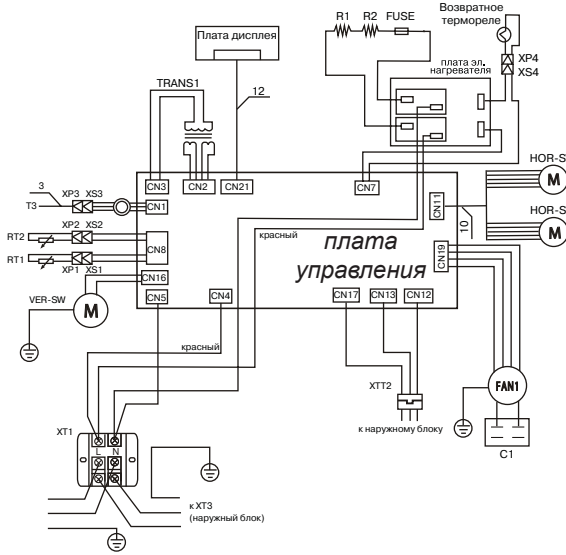 Возвратное
термореле
R1 R2 FUSE
XP4
XS4
Плата дисплея
плата эл.
нагревателя
TRANS1
12
HOR-S
M
HOR-S
M
CN3 CN2 CN21
CN7
CN11
10
CN19
3
T3
XP3 XS3
CN1
RT2
XP2 XS2
CN8
RT1
XP1 XS1
CN16
CN5
CN4
VER-SW
M
красный
плата
управления
CN17 CN13 CN12
красный
XTT2
к наружному блоку
FAN1
C1
XT1
L N
к XT3
(наружный блок)